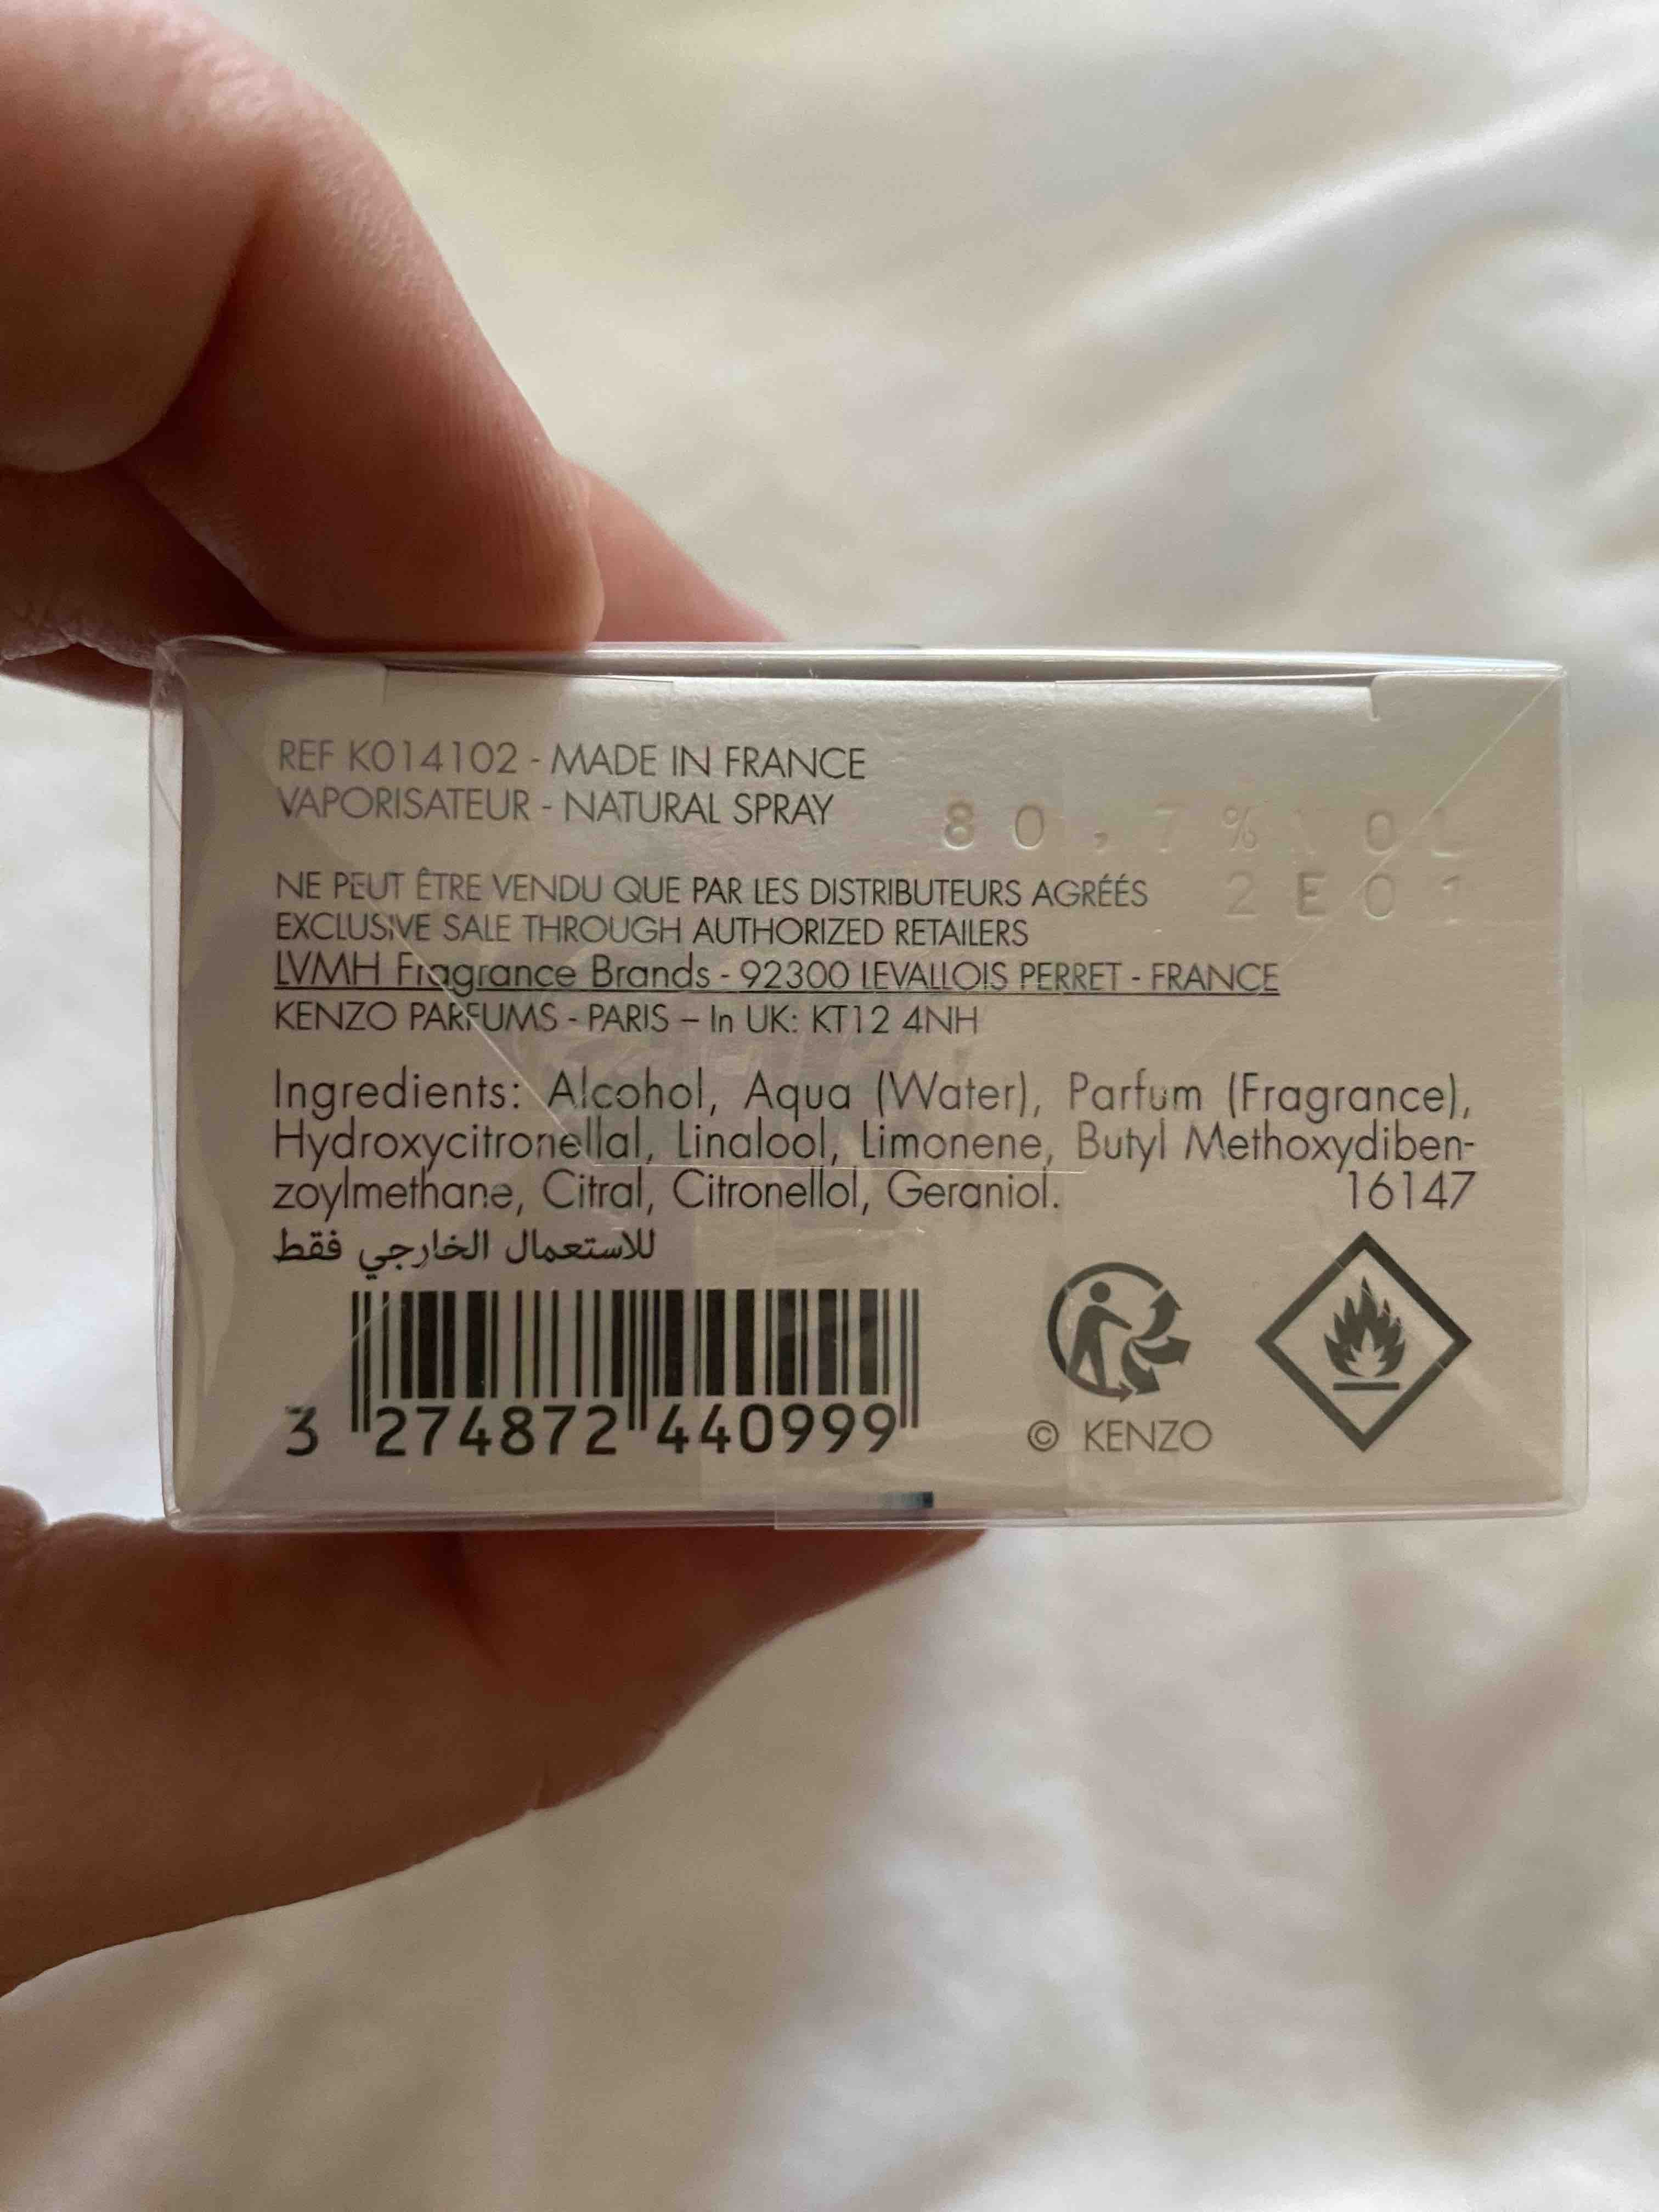 REF K014102 - MADE IN FRANCE
VAPORISATEUR - NATURAL SPRAY
80,7%\OL
NE PEUT ÊTRE VENDU QUE PAR LES DISTRIBUTEURS AGRÉÉS
2E01
EXCLUSIVE SALE THROUGH AUTHORIZED RETAILERS
LVMH Fragrance Brands - 92300 LEVALLOIS PERRET - FRANCE
KENZO PARFUMS - PARIS – In UK: KT12 4NH
Ingredients: Alcohol, Aqua (Water), Parfum (Fragrance),
Hydroxycitronellal, Linalool, Limonene, Butyl Methoxydiben-
zoylmethane, Citral, Citronellol, Geraniol. 16147
للاستعمال الخارجي فقط
3 274872 440999
© KENZO